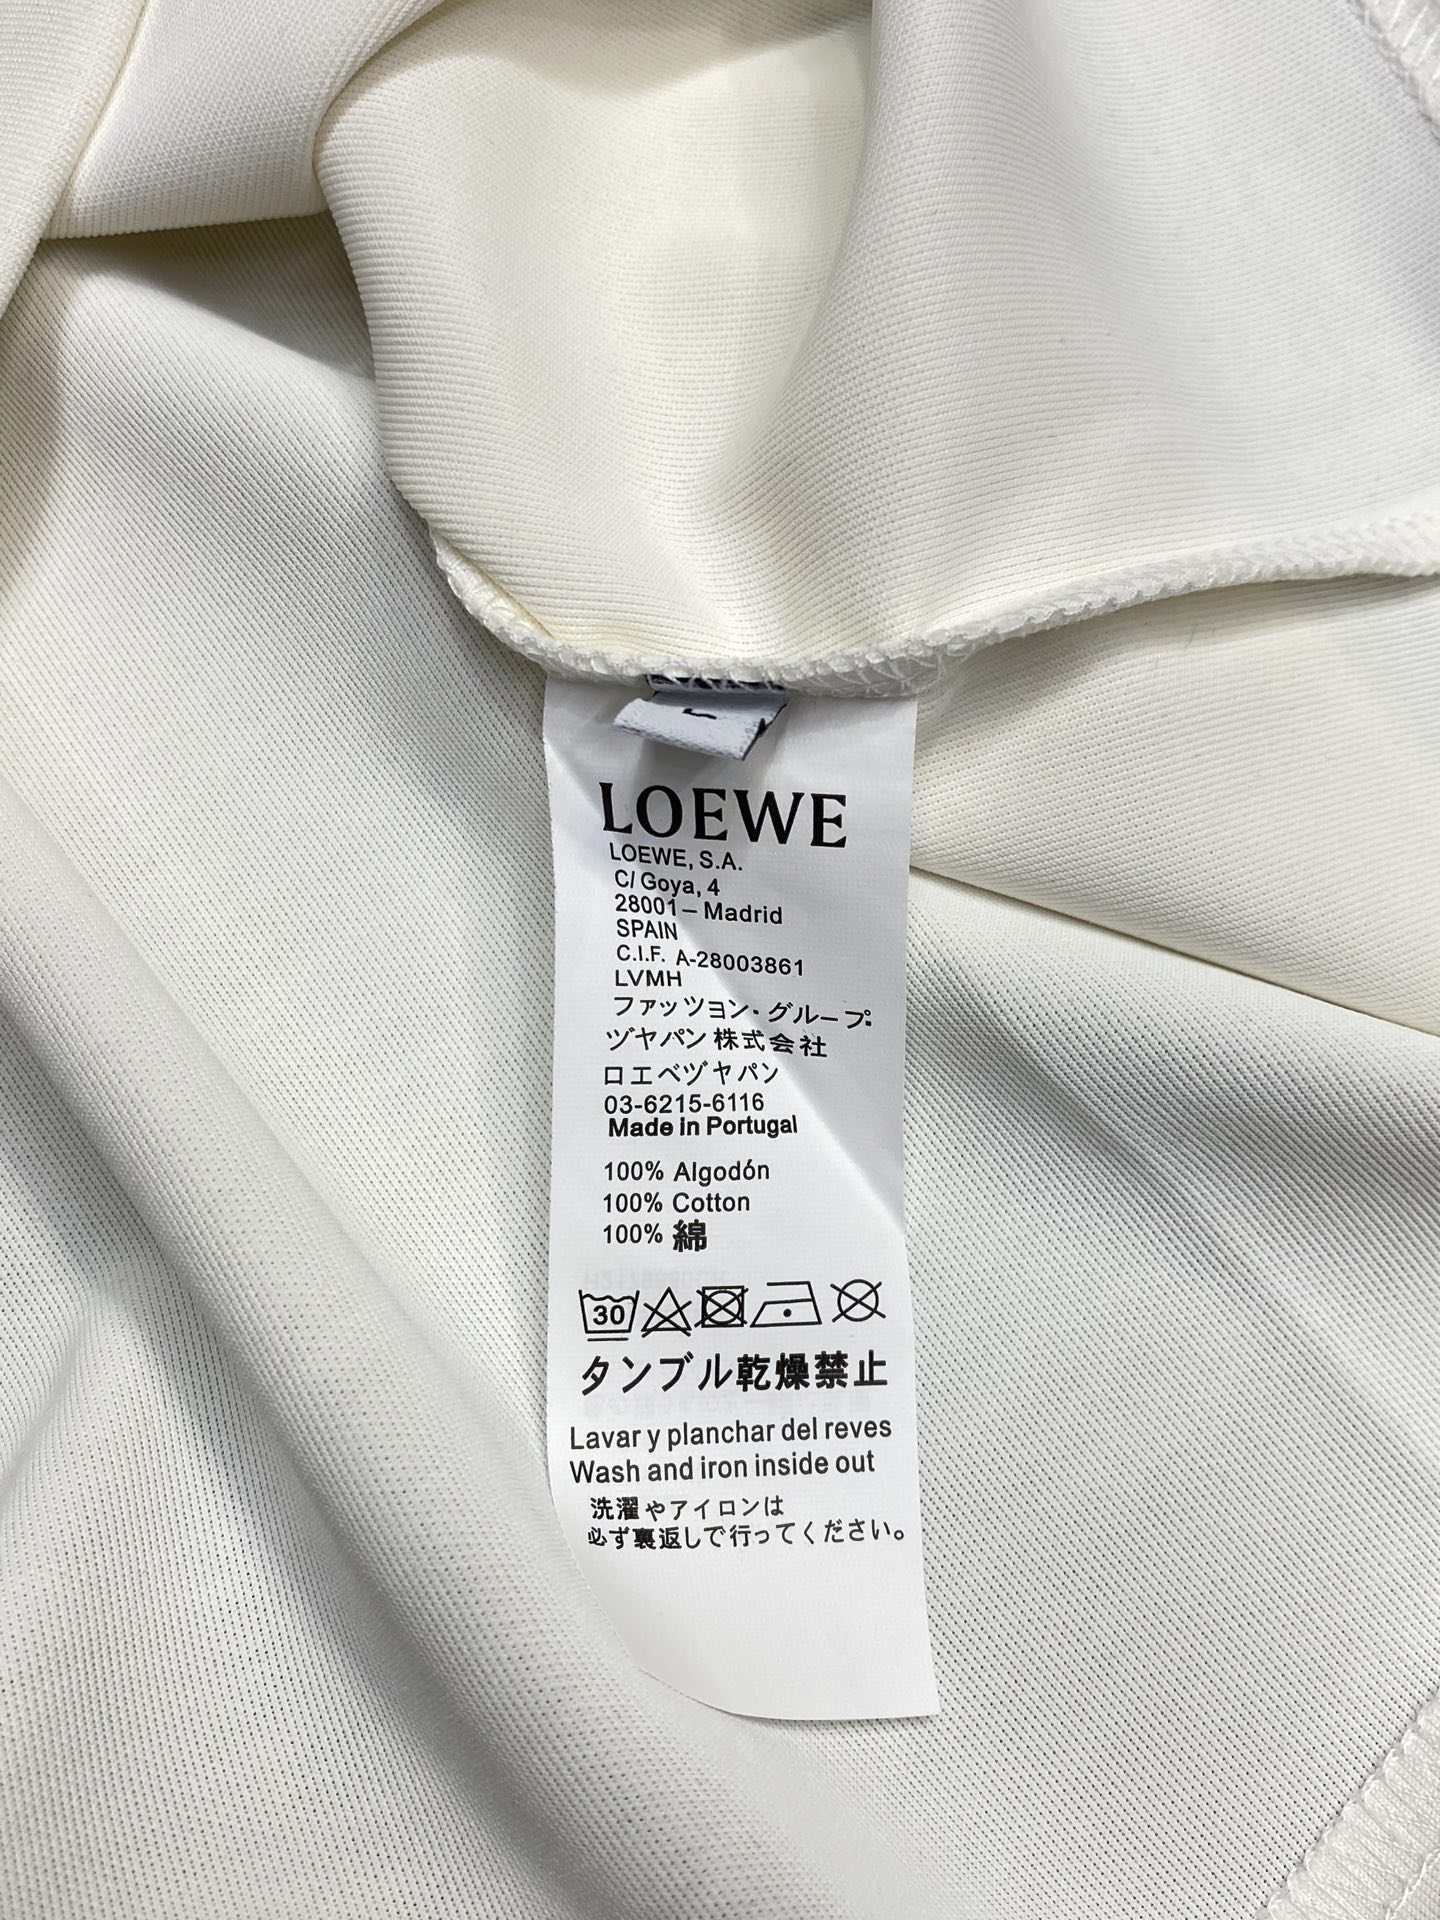 LOEWE
LOEWE, S.A.
C/ Goya, 4
28001 – Madrid
SPAIN
C.I.F. A-28003861
LVMH
ファッツョン・グループ
ヅヤパン 株式会社
ロエベヅヤパン
03-6215-6116
Made in Portugal
100% Algodón
100% Cotton
100% 綿
30
タンブル乾燥禁止
Lavar y planchar del reves
Wash and iron inside out
洗濯やアイロンは
必ず裏返しで行ってください。